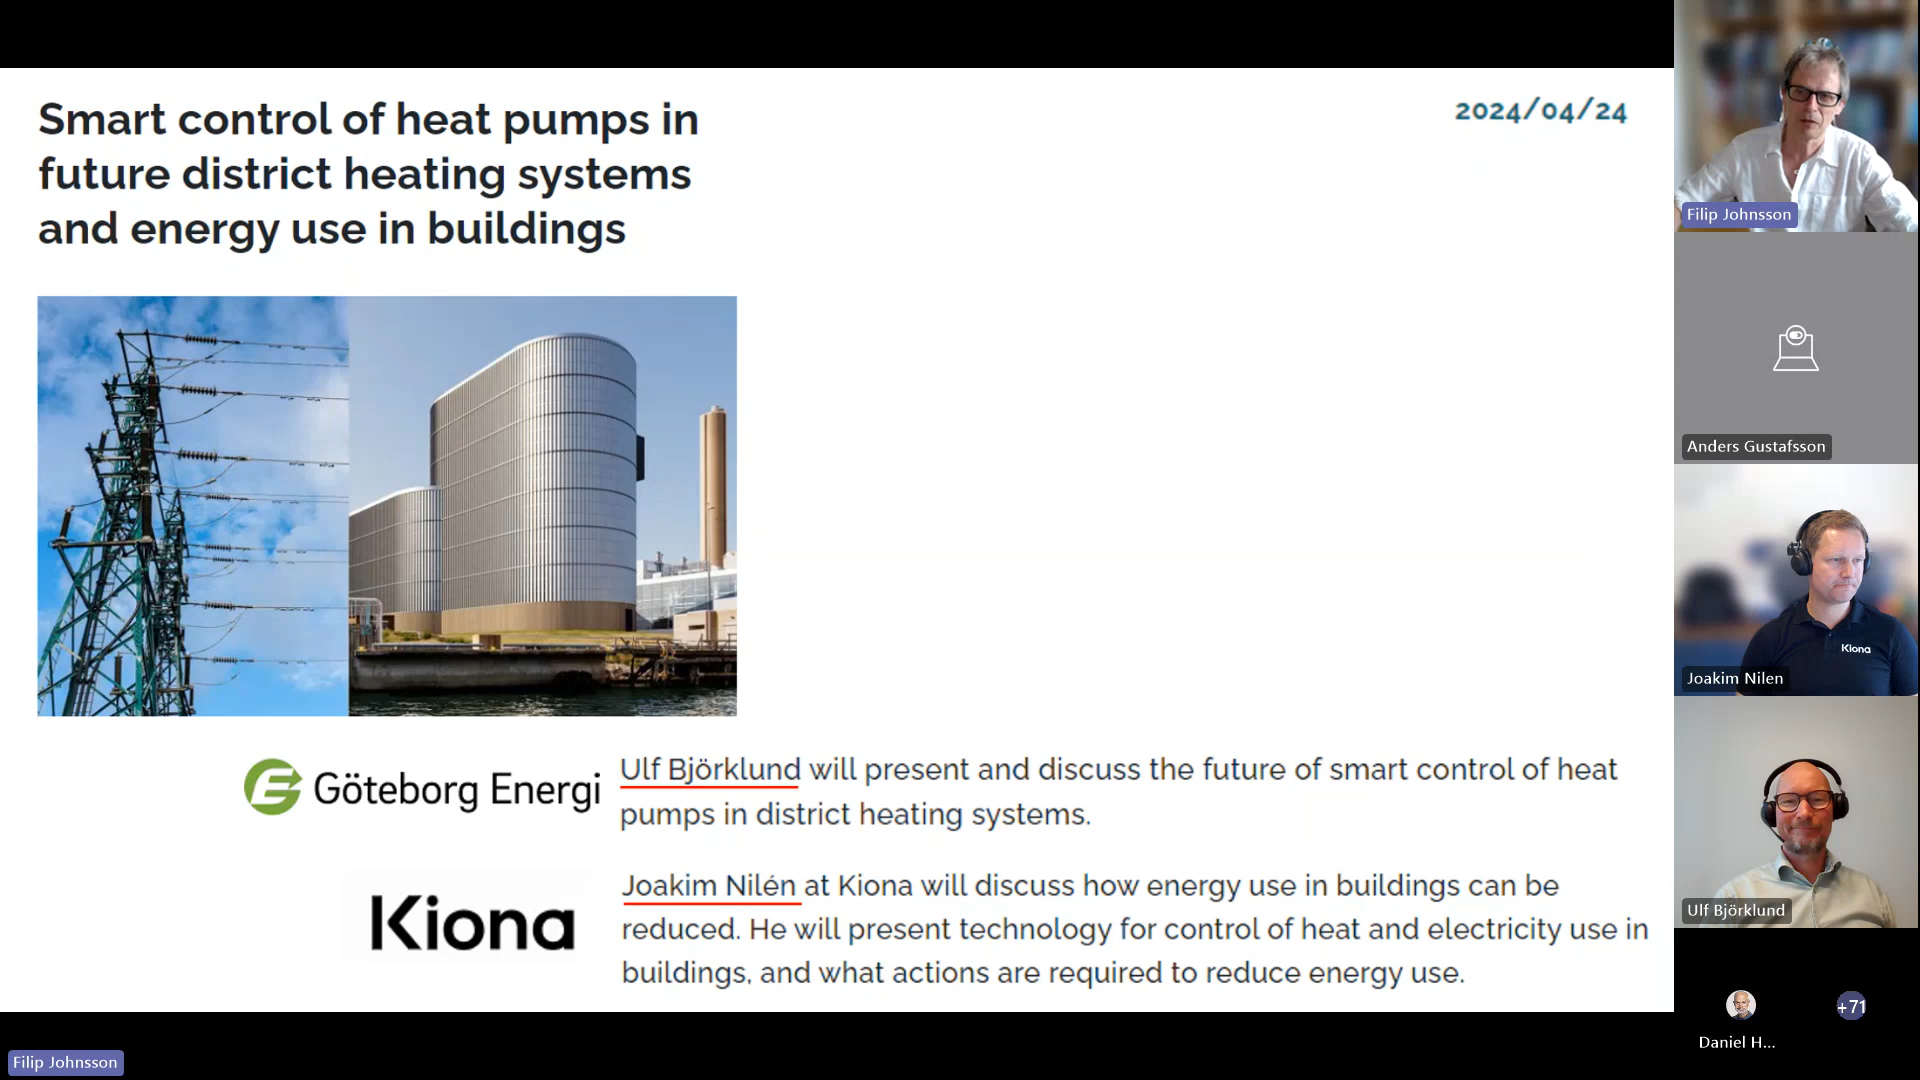 Smart control of heat pumps in
future district heating systems
and energy use in buildings
2024/04/24
Göteborg Energi
Ulf Björklund will present and discuss the future of smart control of heat
pumps in district heating systems.
Kiona
Joakim Nilén at Kiona will discuss how energy use in buildings can be
reduced. He will present technology for control of heat and electricity use in
buildings, and what actions are required to reduce energy use.
Filip Johnsson
Filip Johnsson
Anders Gustafsson
Kiona
Joakim Nilen
Ulf Björklund
+71
Daniel H...